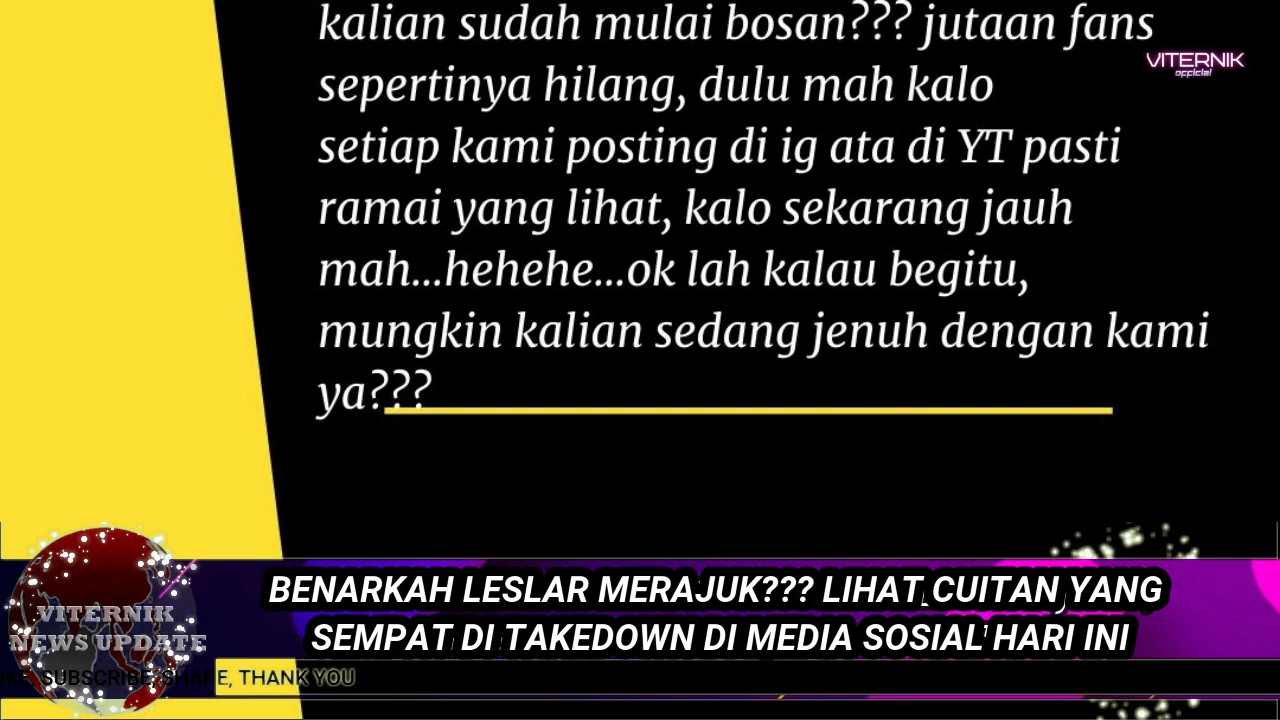 kalian sudah mulai bosan??? jutaan fans
VITERNIK
official
sepertinya hilang, dulu mah kalo
setiap kami posting di ig ata di YT pasti
ramai yang lihat, kalo sekarang jauh
mah...hehehe...ok lah kalau begitu,
mungkin kalian sedang jenuh dengan kami
ya???
BENARKAH LESLAR MERAJUK??? LIHAT CUITAN YANG
SEMPAT DI TAKEDOWN DI MEDIA SOSIAL HARI INI
VITERNIK
NEWS UPDATE
SUBSCRIBE, SHARE, THANK YOU